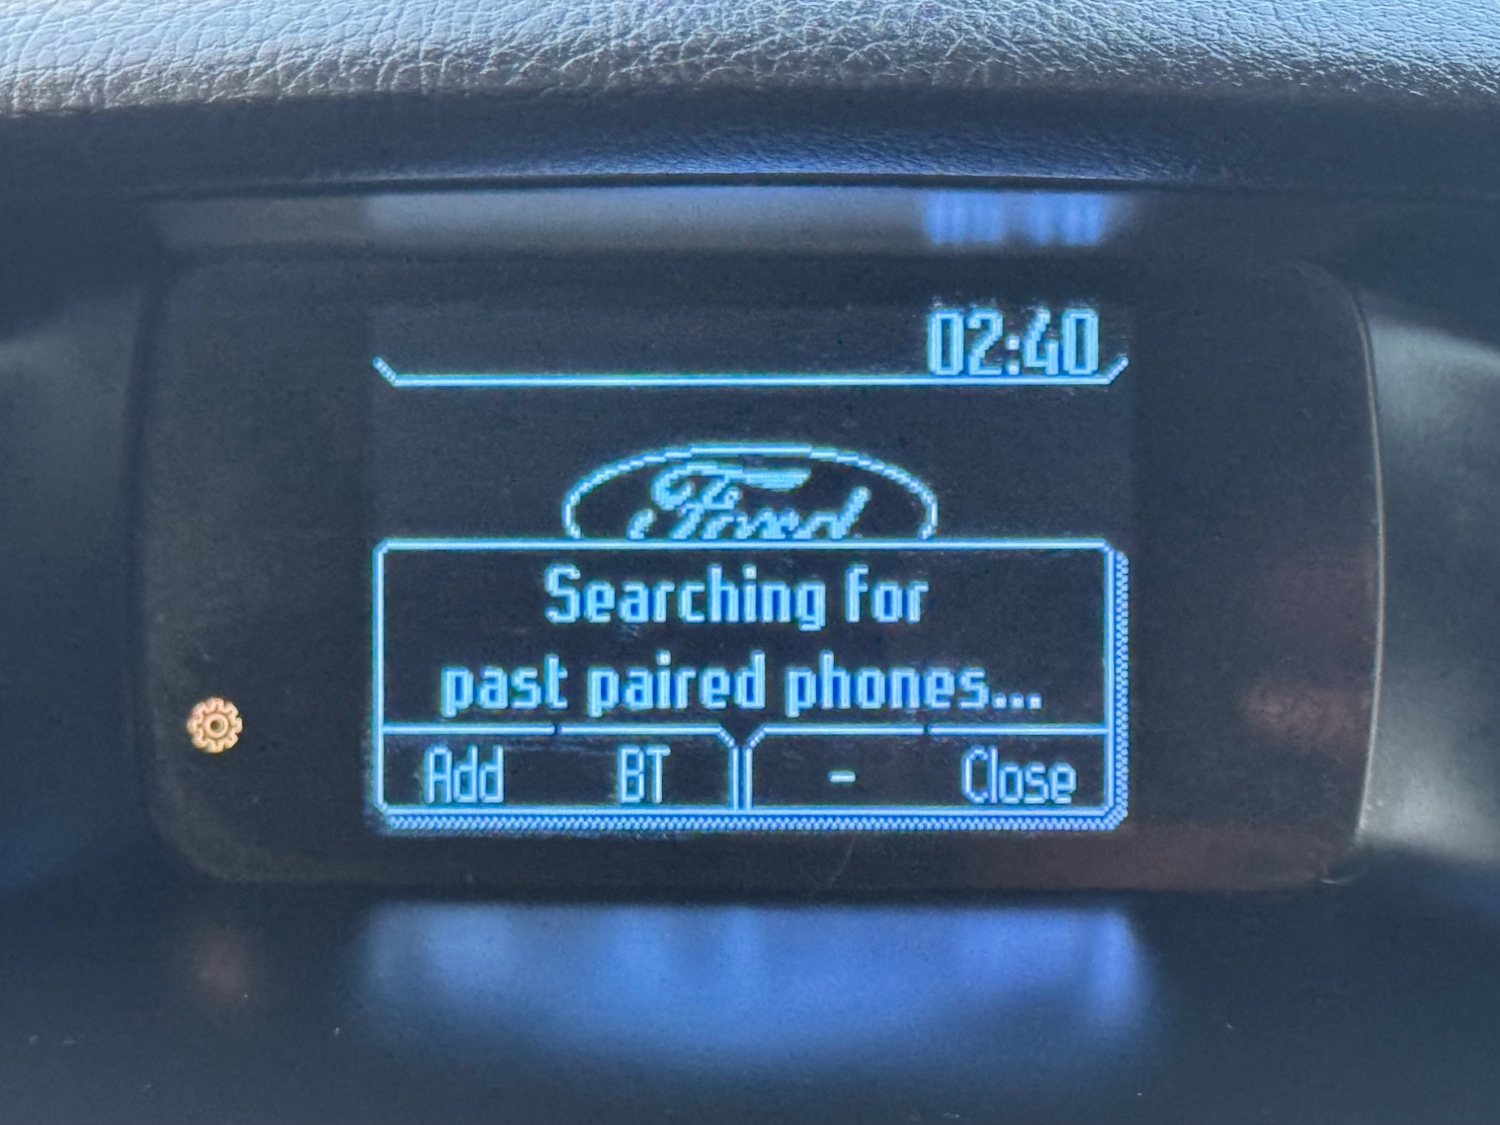 02:40
Ford
Searching for
past paired phones...
Add BT - Close